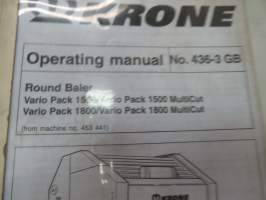 KRONE
Operating manual No. 436-3 GB
Round Baler
Vario Pack 1500/Vario Pack 1500 MultiCut
Vario Pack 1800/Vario Pack 1800 MultiCut
(from machine no. 453 441)
KRONE